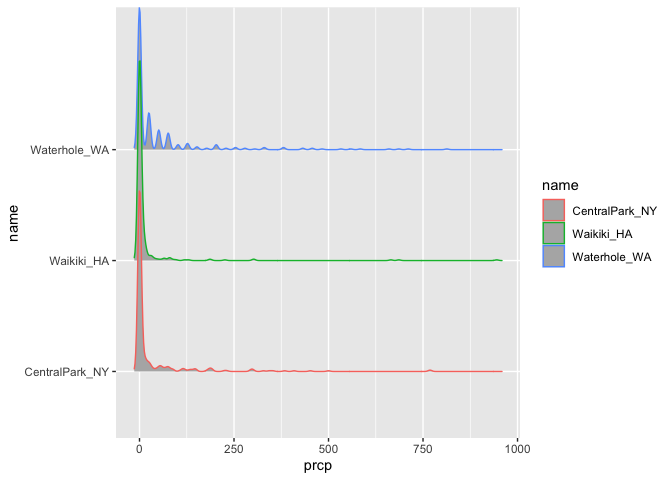 Waterhole_WA
Waikiki_HA
CentralPark_NY
name
0 250 500 750 1000
prcp
name
CentralPark_NY
Waikiki_HA
Waterhole_WA